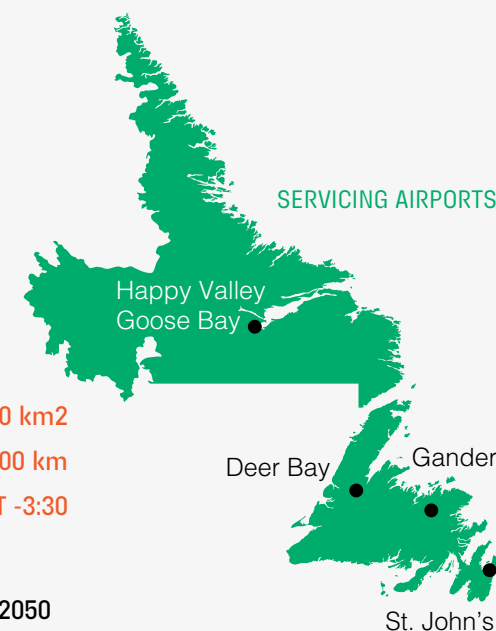 SERVICING AIRPORTS
Happy Valley
Goose Bay
0 km2
00 km
T -3:30
Deer Bay
Gander
2050
St. John's